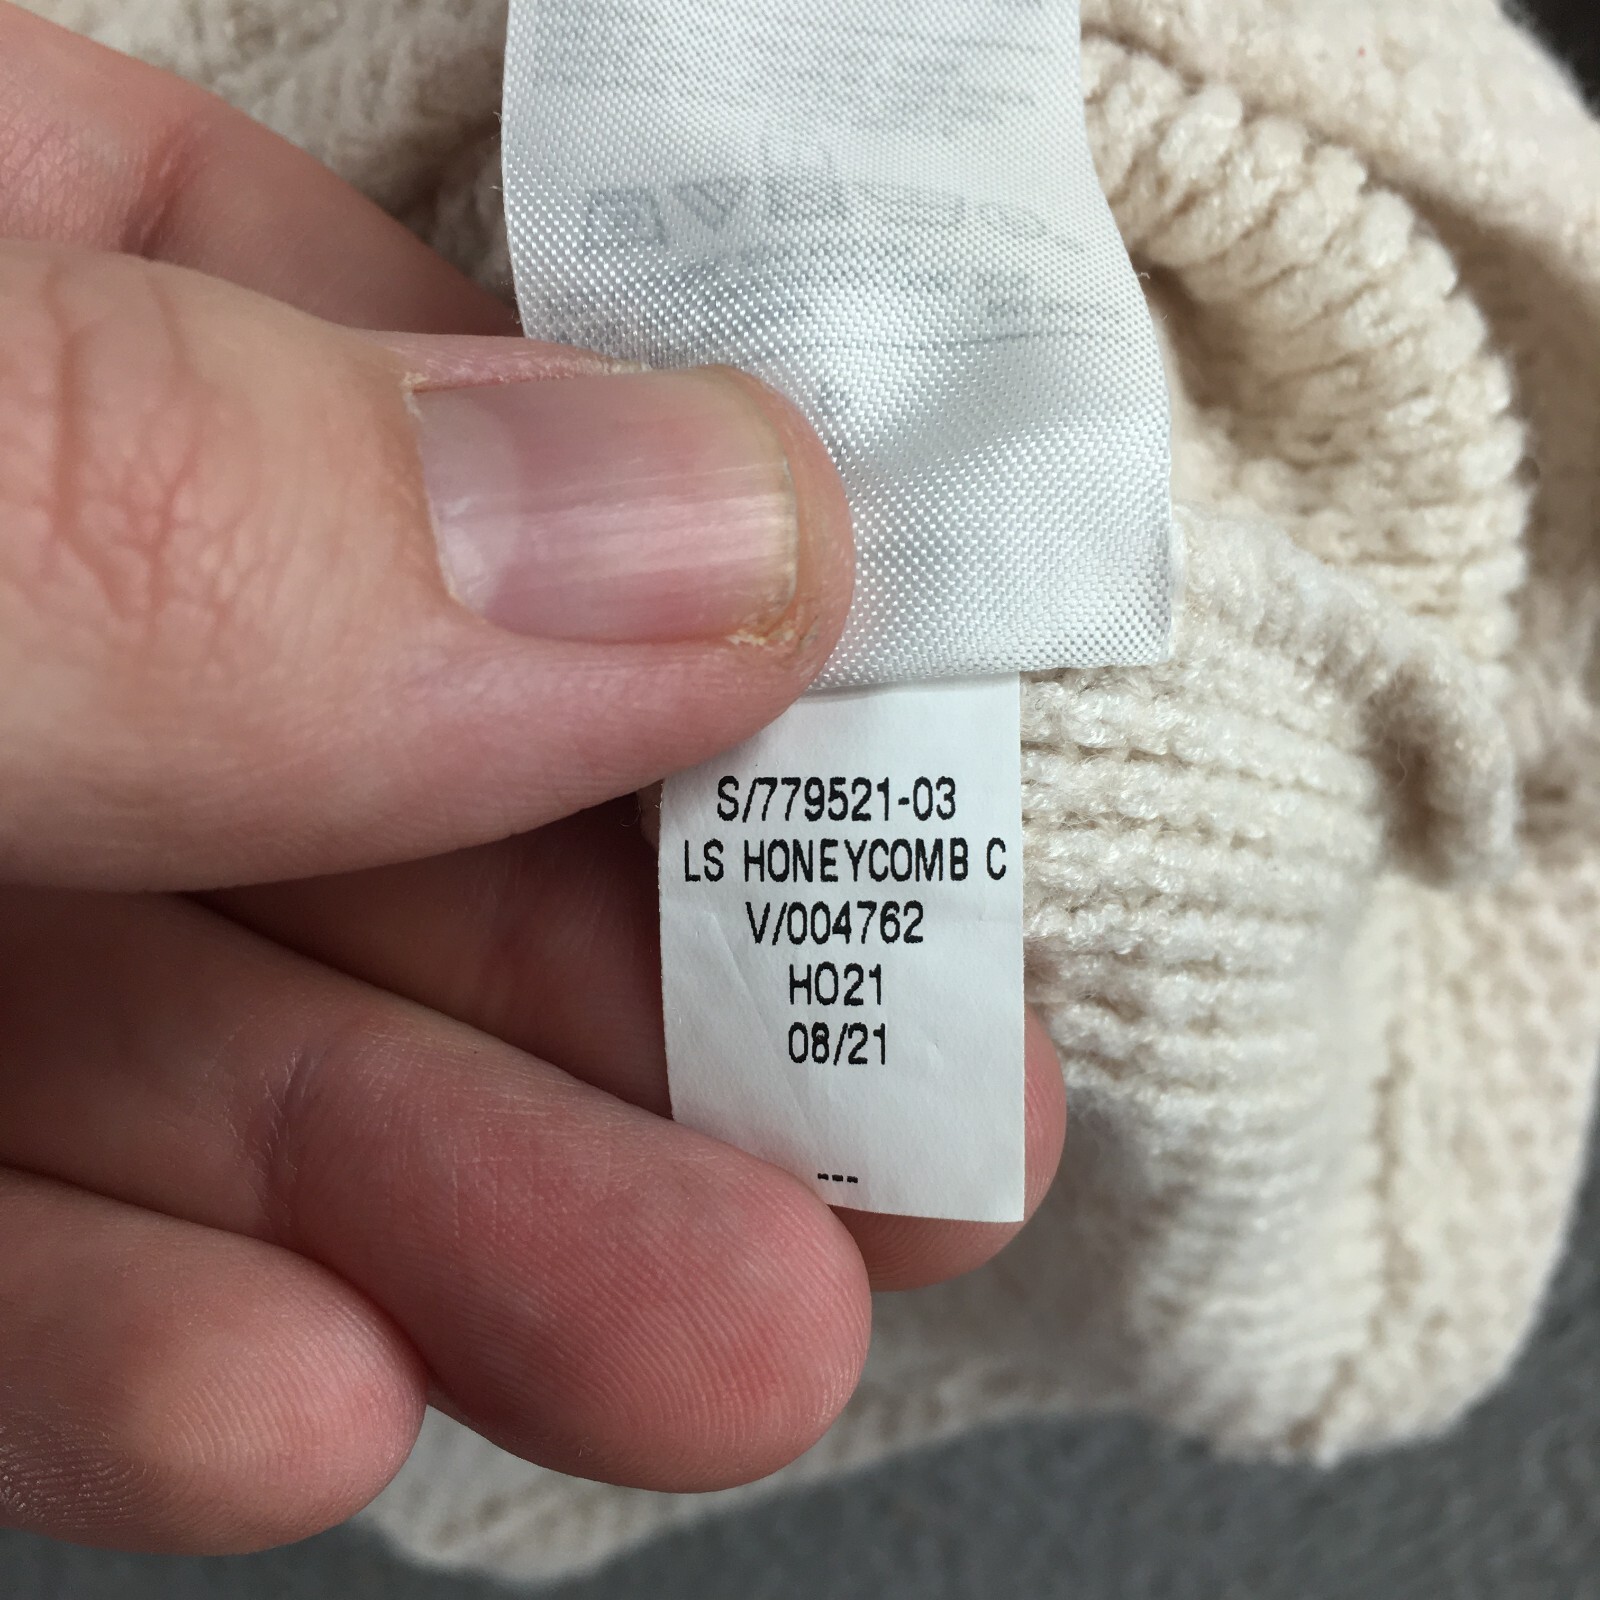 S/779521-03
LS HONEYCOMB C
V/004762
HO21
08/21
---